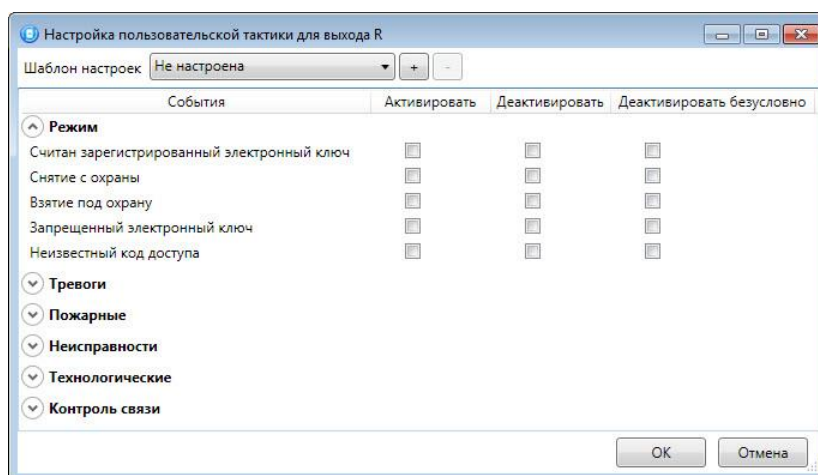 Настройка пользовательской тактики для выхода R
Шаблон настроек Не настроена + -
События Активировать Деактивировать Деактивировать безусловно
Режим
Считан зарегистрированный электронный ключ
Снятие с охраны
Взятие под охрану
Запрещенный электронный ключ
Неизвестный код доступа
Тревоги
Пожарные
Неисправности
Технологические
Контроль связи
OK Отмена